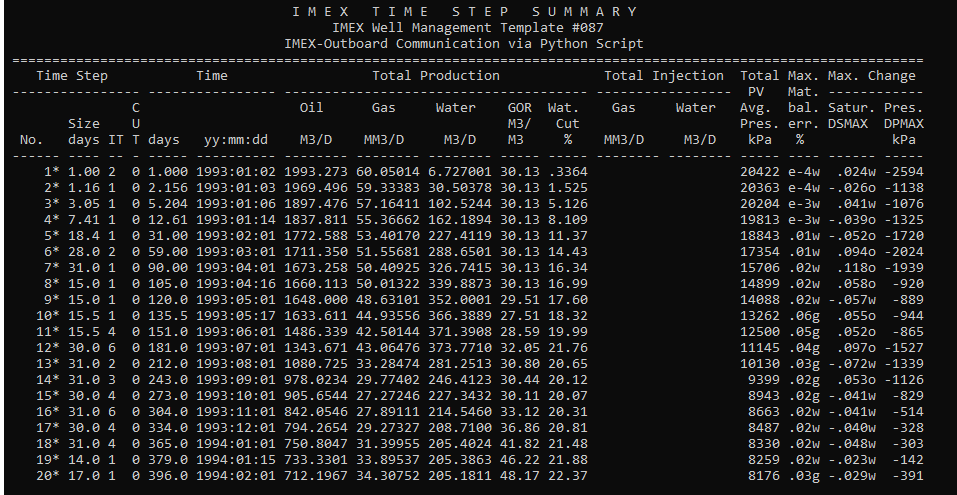 I M E X   T I M E   S T E P   S U M M A R Y
IMEX Well Management Template #087
IMEX-Outboard Communication via Python Script
==================================================================================================================
Time Step Time Total Production Total Injection Total Max. Max. Change
---------------- -------------- ---------------------------------------- ----------------- PV Mat. ------------
C Oil Gas Water GOR Wat. Gas Water Avg. bal. Satur. Pres.
Size U M3/ Cut Pres. err. DSMAX DPMAX
No. days IT T days yy:mm:dd M3/D MM3/D M3/D M3 % MM3/D M3/D kPa % kPa
------ ---- -- - ----- ---------- -------- -------- -------- ----- ----- -------- -------- ----- ---- ------ -----
1* 1.00 2 0 1.000 1993:01:02 1993.273 60.05014 6.727001 30.13 .3364 20422 e-4w .024w -2594
2* 1.16 1 0 2.156 1993:01:03 1969.496 59.33383 30.50378 30.13 1.525 20363 e-4w -.026o -1138
3* 3.05 1 0 5.204 1993:01:06 1897.476 57.16411 102.5244 30.13 5.126 20204 e-3w .041w -1076
4* 7.41 1 0 12.61 1993:01:14 1837.811 55.36662 162.1894 30.13 8.109 19813 e-3w -.039o -1325
5* 18.4 1 0 31.00 1993:02:01 1772.588 53.40170 227.4119 30.13 11.37 18843 .01w -.052o -1720
6* 28.0 2 0 59.00 1993:03:01 1711.350 51.55681 288.6501 30.13 14.43 17354 .01w .094o -2024
7* 31.0 1 0 90.00 1993:04:01 1673.258 50.40925 326.7415 30.13 16.34 15706 .02w .118o -1939
8* 15.0 1 0 105.0 1993:04:16 1660.113 50.01322 339.8873 30.13 16.99 14899 .02w .058o -920
9* 15.0 1 0 120.0 1993:05:01 1648.000 48.63101 352.0001 29.51 17.60 14088 .02w -.057w -889
10* 15.5 1 0 135.5 1993:05:17 1633.611 44.93556 366.3889 27.51 18.32 13262 .06g .055o -944
11* 15.5 4 0 151.0 1993:06:01 1486.339 42.50144 371.3908 28.59 19.99 12500 .05g .052o -865
12* 30.0 6 0 181.0 1993:07:01 1343.671 43.06476 373.7710 32.05 21.76 11145 .04g .097o -1527
13* 31.0 2 0 212.0 1993:08:01 1080.725 33.28474 281.2513 30.80 20.65 10130 .03g -.072w -1339
14* 31.0 3 0 243.0 1993:09:01 978.0234 29.77402 246.4123 30.44 20.12 9399 .02g .053o -1126
15* 30.0 4 0 273.0 1993:10:01 905.6544 27.27246 227.3432 30.11 20.07 8943 .02g -.041w -829
16* 31.0 6 0 304.0 1993:11:01 842.0546 27.89111 214.5460 33.12 20.31 8663 .02w -.041w -514
17* 30.0 4 0 334.0 1993:12:01 794.2654 29.27327 208.7100 36.86 20.81 8487 .02w -.040w -328
18* 31.0 4 0 365.0 1994:01:01 750.8047 31.39955 205.4024 41.82 21.48 8330 .02w -.048w -303
19* 14.0 1 0 379.0 1994:01:15 733.3301 33.89537 205.3863 46.22 21.88 8259 .02w -.023w -142
20* 17.0 1 0 396.0 1994:02:01 712.1967 34.30752 205.1811 48.17 22.37 8176 .03g -.029w -391